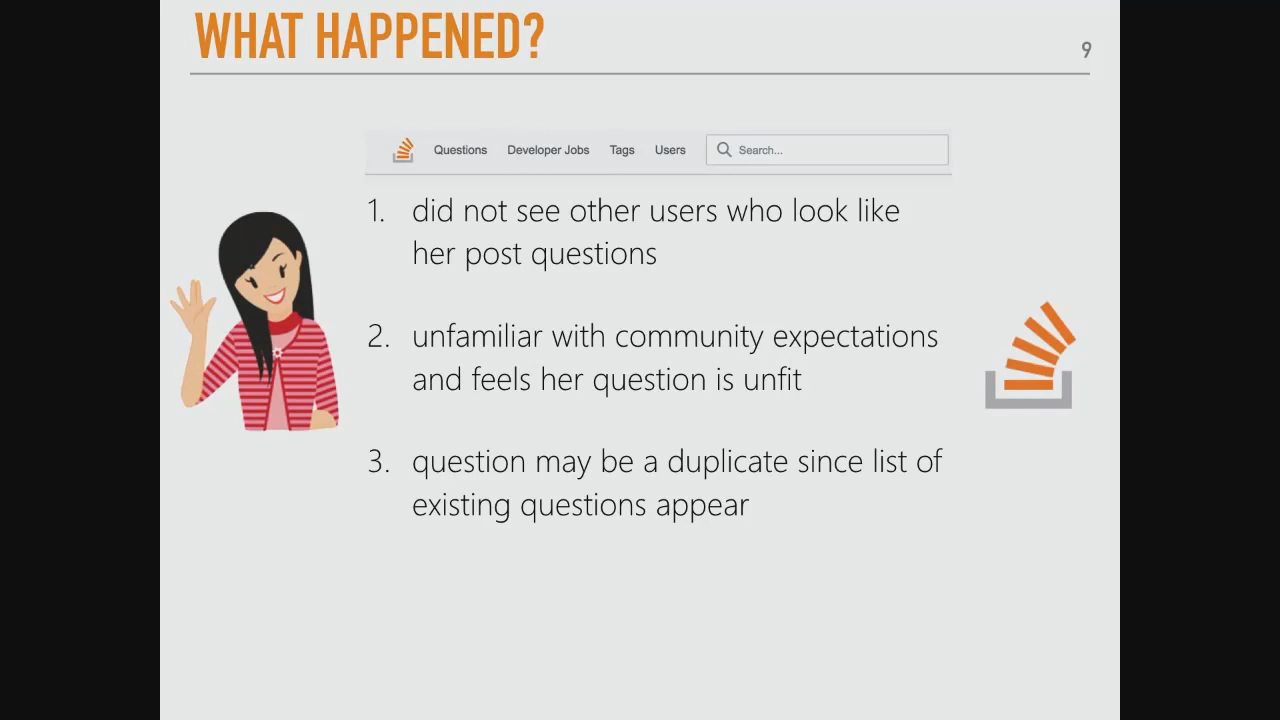 WHAT HAPPENED?
9
Questions Developer Jobs Tags Users Search...
1. did not see other users who look like
her post questions
2. unfamiliar with community expectations
and feels her question is unfit
3. question may be a duplicate since list of
existing questions appear